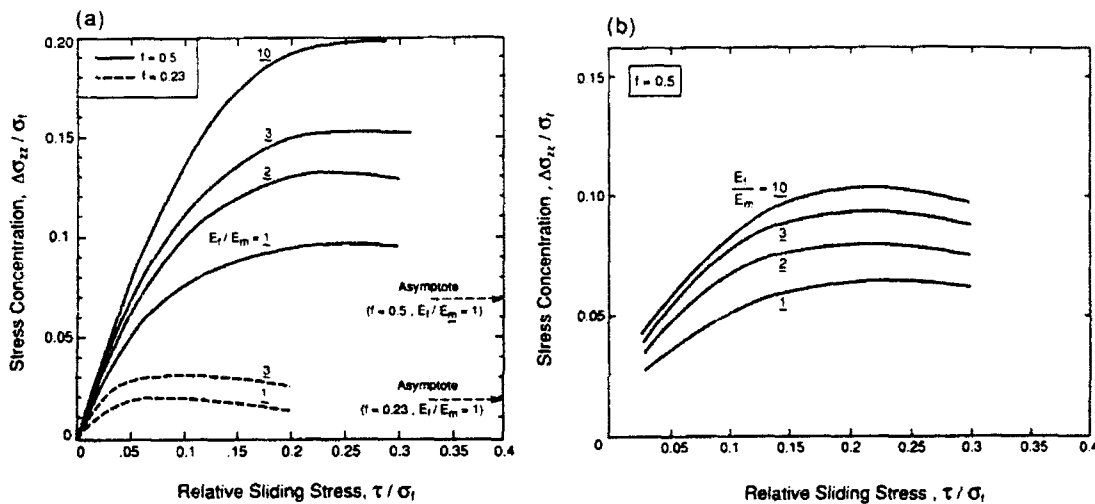 (a)
f = 0.5
f = 0.23
0.20
0.15
0.10
0.05
0
Stress Concentration, Δσzz / σf
10
3
2
Ef / Em = 1
3
1
Asymptote
(f = 0.5 , Ef / Em = 1)
Asymptote
(f = 0.23 , Ef / Em = 1)
0 .05 0.1 .15 0.2 .25 0.3 0.4
Relative Sliding Stress, τ / σf
(b)
f = 0.5
0.15
0.10
0.05
0.0
Stress Concentration , Δσzz / σf
Ef
Em = 10
3
2
1
0 0.05 0.1 0.15 0.2 0.25 0.3 0.4
Relative Sliding Stress , τ / σf